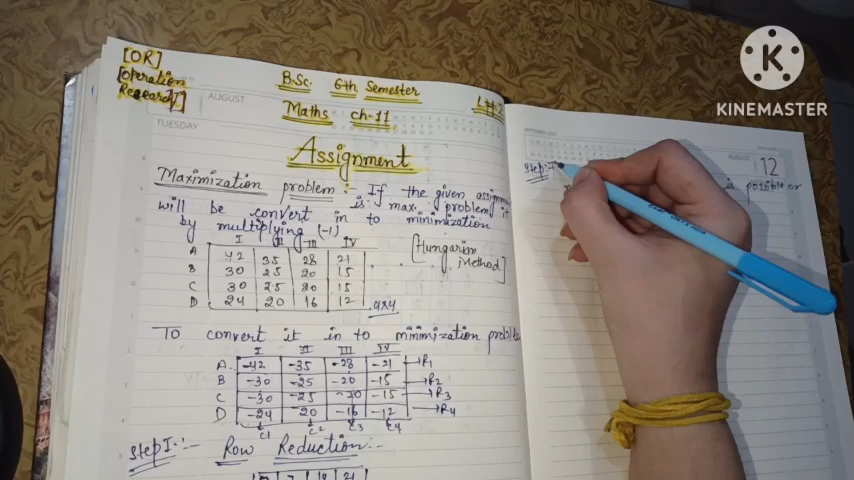 [OR]
[Operation
Research]
B.Sc. 6th Semester
Maths ch-11
AUGUST
TUESDAY
Assignment
Maximization problem :- If the given assignment
is max. problem it
will be convert in to minimization
by multiplying (-1)
I II III IV
A 42 35 28 21
B 30 25 20 15
C 30 25 20 15
D 24 20 16 12
4x4
[Hungarian
Method]
To convert it in to minimization problem
I II III IV
A. -42 -35 -28 -21 →R1
B -30 -25 -20 -15 →R2
C -30 -25 -20 -15 →R3
D -24 -20 -16 -12 →R4
C1 C2 C3 C4
Step I :- Row Reduction :-
AUGUST 12
Step:-
is possible or
K
KINEMASTER